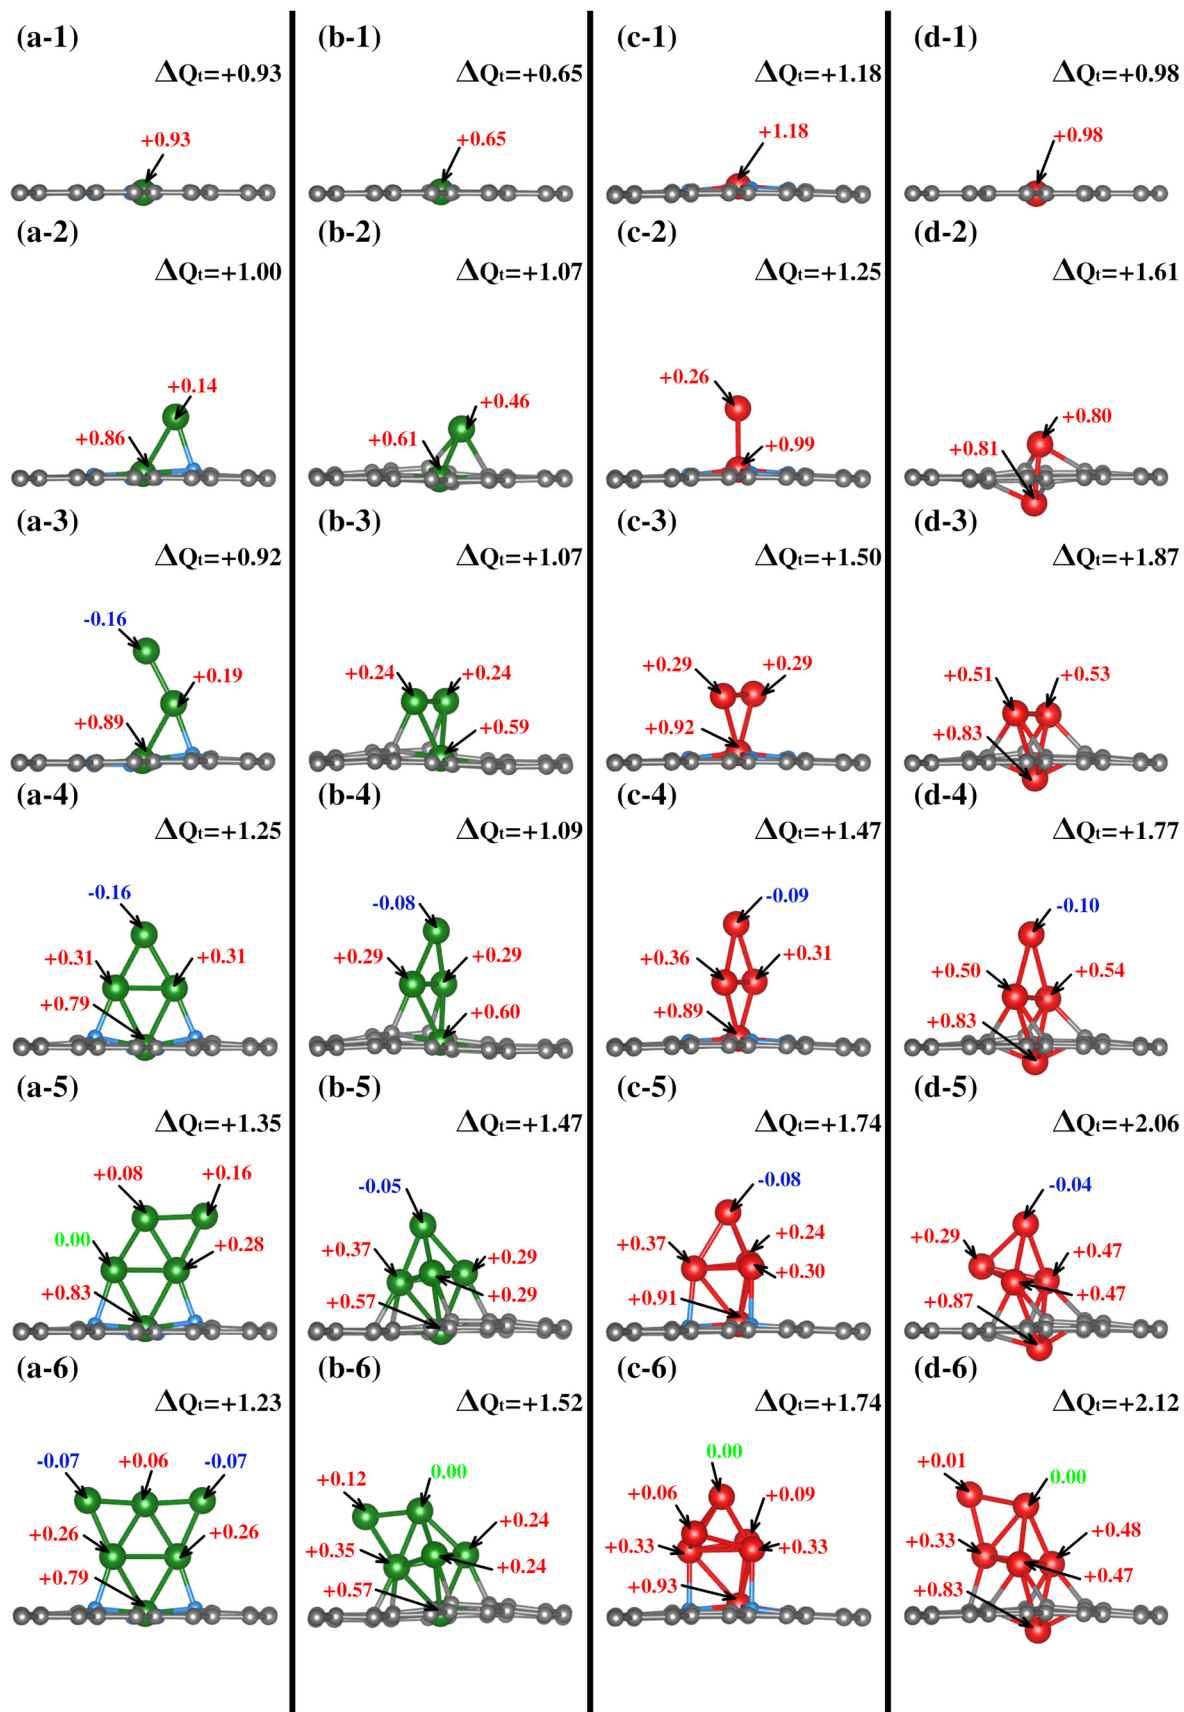 (a-1)
ΔQt=+0.93
+0.93
(b-1)
ΔQt=+0.65
+0.65
(c-1)
ΔQt=+1.18
+1.18
(d-1)
ΔQt=+0.98
+0.98
(a-2)
ΔQt=+1.00
+0.14
+0.86
(b-2)
ΔQt=+1.07
+0.46
+0.61
(c-2)
ΔQt=+1.25
+0.26
+0.99
(d-2)
ΔQt=+1.61
+0.80
+0.81
(a-3)
ΔQt=+0.92
-0.16
+0.19
+0.89
(b-3)
ΔQt=+1.07
+0.24
+0.24
+0.59
(c-3)
ΔQt=+1.50
+0.29
+0.29
+0.92
(d-3)
ΔQt=+1.87
+0.51
+0.53
+0.83
(a-4)
ΔQt=+1.25
-0.16
+0.31
+0.31
+0.79
(b-4)
ΔQt=+1.09
-0.08
+0.29
+0.29
+0.60
(c-4)
ΔQt=+1.47
-0.09
+0.36
+0.31
+0.89
(d-4)
ΔQt=+1.77
-0.10
+0.50
+0.54
+0.83
(a-5)
ΔQt=+1.35
+0.08
+0.16
0.00
+0.28
+0.83
(b-5)
ΔQt=+1.47
-0.05
+0.37
+0.29
+0.29
+0.57
(c-5)
ΔQt=+1.74
-0.08
+0.24
+0.37
+0.30
+0.91
(d-5)
ΔQt=+2.06
-0.04
+0.29
+0.47
+0.47
+0.87
(a-6)
ΔQt=+1.23
-0.07
+0.06
-0.07
+0.26
+0.26
+0.79
(b-6)
ΔQt=+1.52
+0.12
0.00
+0.24
+0.35
+0.24
+0.57
(c-6)
ΔQt=+1.74
0.00
+0.06
+0.09
+0.33
+0.33
+0.93
(d-6)
ΔQt=+2.12
+0.01
0.00
+0.33
+0.48
+0.47
+0.83